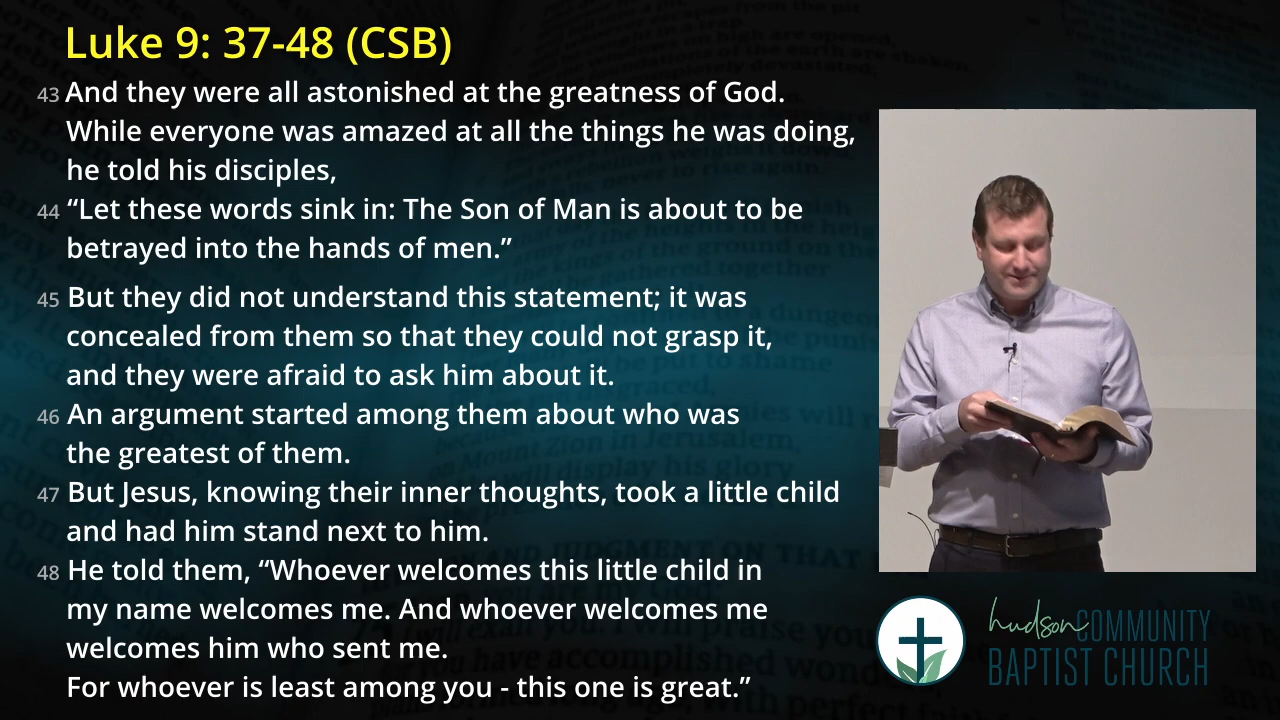 Luke 9: 37-48 (CSB)
43 And they were all astonished at the greatness of God.
While everyone was amazed at all the things he was doing,
he told his disciples,
44 “Let these words sink in: The Son of Man is about to be
betrayed into the hands of men.”
45 But they did not understand this statement; it was
concealed from them so that they could not grasp it,
and they were afraid to ask him about it.
46 An argument started among them about who was
the greatest of them.
47 But Jesus, knowing their inner thoughts, took a little child
and had him stand next to him.
48 He told them, “Whoever welcomes this little child in
my name welcomes me. And whoever welcomes me
welcomes him who sent me.
For whoever is least among you - this one is great.”
hudson COMMUNITY
BAPTIST CHURCH